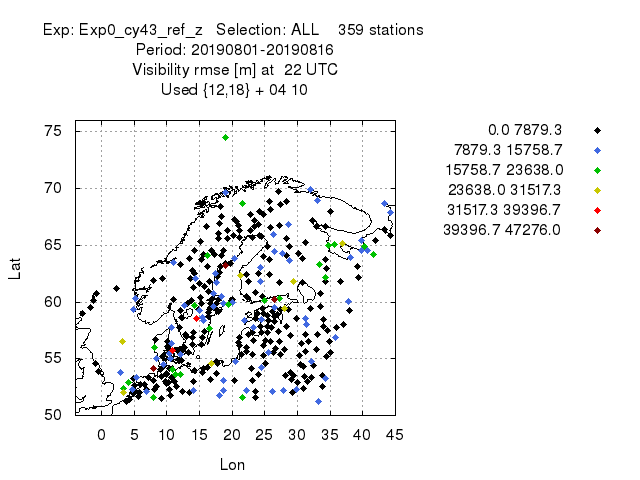 Exp: Exp0_cy43_ref_z   Selection: ALL    359 stations
Period: 20190801-20190816
Visibility rmse [m] at  22 UTC
Used {12,18} + 04 10
0.0 7879.3
7879.3 15758.7
15758.7 23638.0
23638.0 31517.3
31517.3 39396.7
39396.7 47276.0
75
70
65
60
55
50
Lat
0 5 10 15 20 25 30 35 40 45
Lon